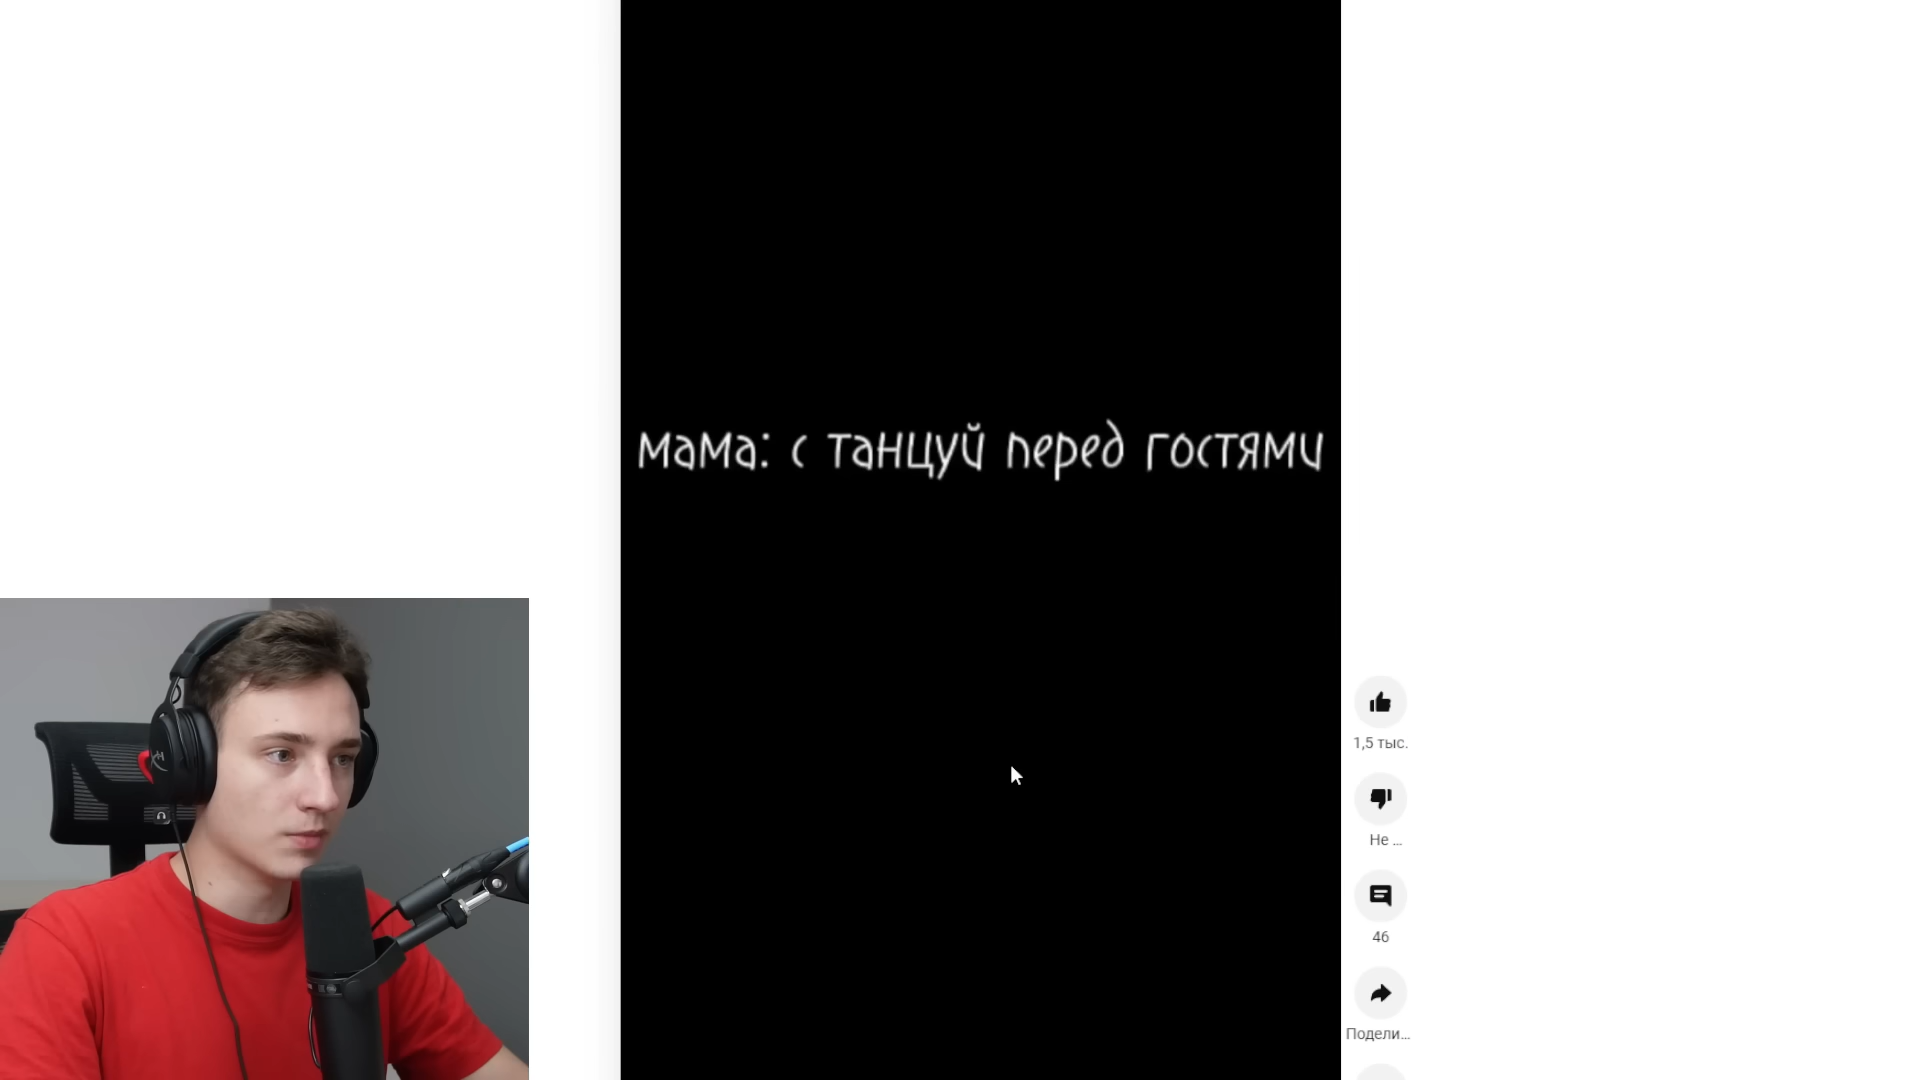 мама: с танцуй перед гостями
1,5 тыс.
Не ...
46
Подели...